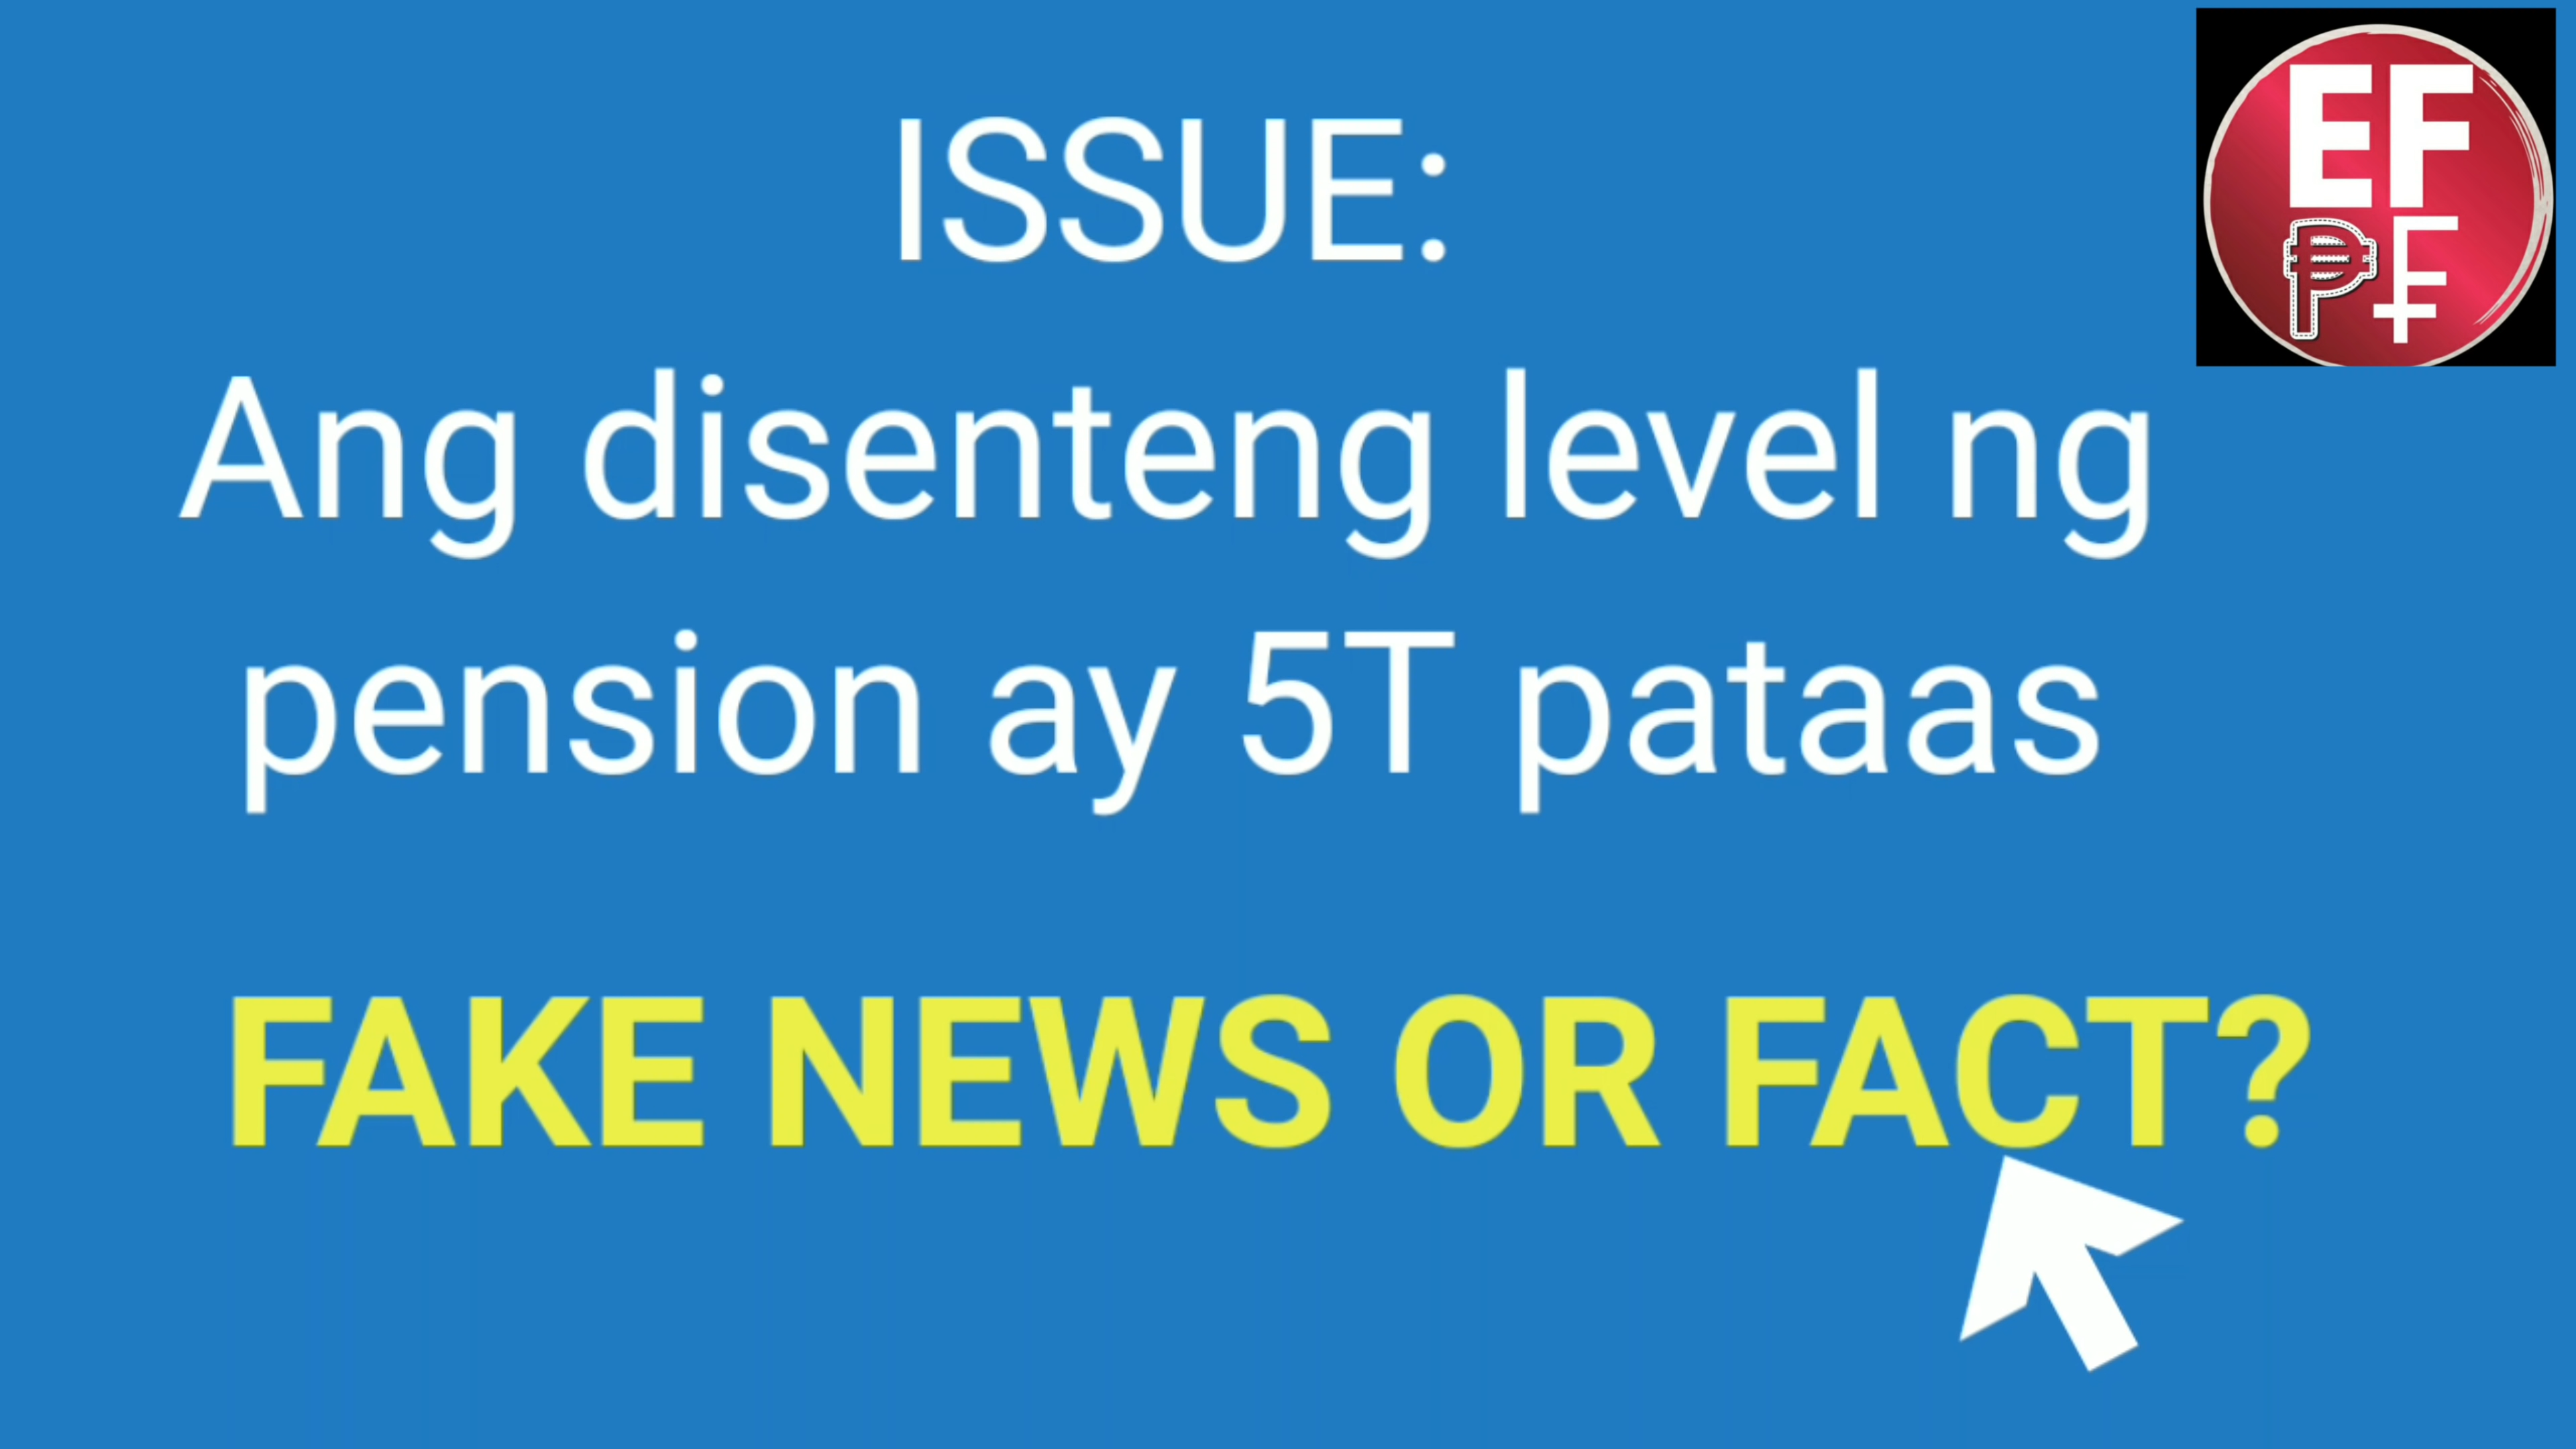 ISSUE:
EF
₱F
Ang disenteng level ng
pension ay 5T pataas
FAKE NEWS OR FACT?